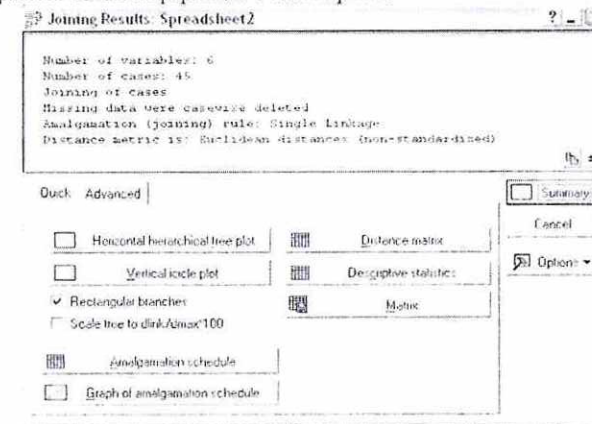 Joining Results: Spreadsheet2
Number of variables: 6
Number of cases: 45
Joining of cases
Missing data were casewise deleted
Amalgamation (joining) rule: Single Linkage
Distance metric is: Euclidean distances (non-standardized)
Quick Advanced
Summary
Cancel
Options
Horizontal hierarchical tree plot
Distance matrix
Vertical icicle plot
Descriptive statistics
Rectangular branches
Matrix
Scale tree to dlink/dmax*100
Amalgamation schedule
Graph of amalgamation schedule